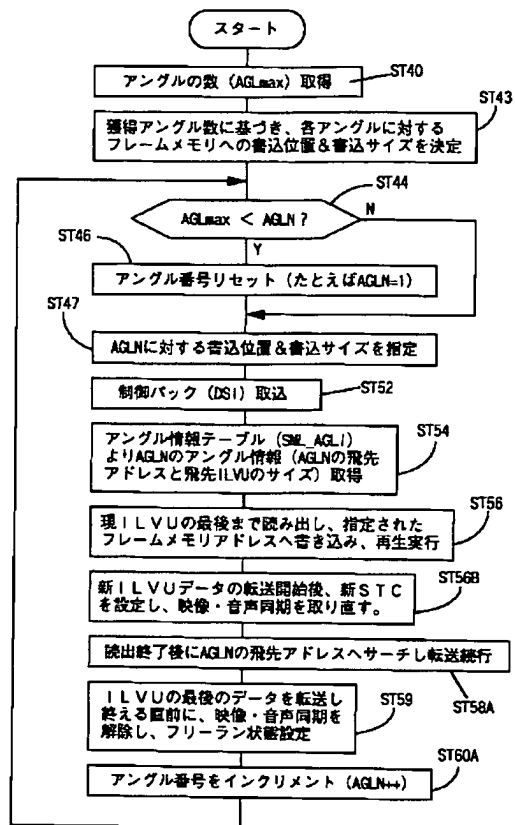 スタート
アングルの数 (AGLmax) 取得
ST40
ST43
獲得アングル数に基づき、各アングルに対する
フレームメモリへの書込位置&書込サイズを決定
ST44
AGLmax < AGLN ?
N
Y
ST46
アングル番号リセット (たとえばAGLN=1)
ST47
AGLNに対する書込位置&書込サイズを指定
制御パック (DSI) 取込
ST52
アングル情報テーブル (SML_AGLI)
よりAGLNのアングル情報 (AGLNの飛先
アドレスと飛先ILVUのサイズ) 取得
ST54
ST56
現ILVUの最後まで読み出し、指定された
フレームメモリアドレスへ書き込み、再生実行
ST56B
新ILVUデータの転送開始後、新STC
を設定し、映像・音声同期を取り直す。
読出終了後にAGLNの飛先アドレスへサーチし転送続行
ST58A
ILVUの最後のデータを転送し
終える直前に、映像・音声同期を
解除し、フリーラン状態設定
ST59
ST60A
アングル番号をインクリメント (AGLN++)